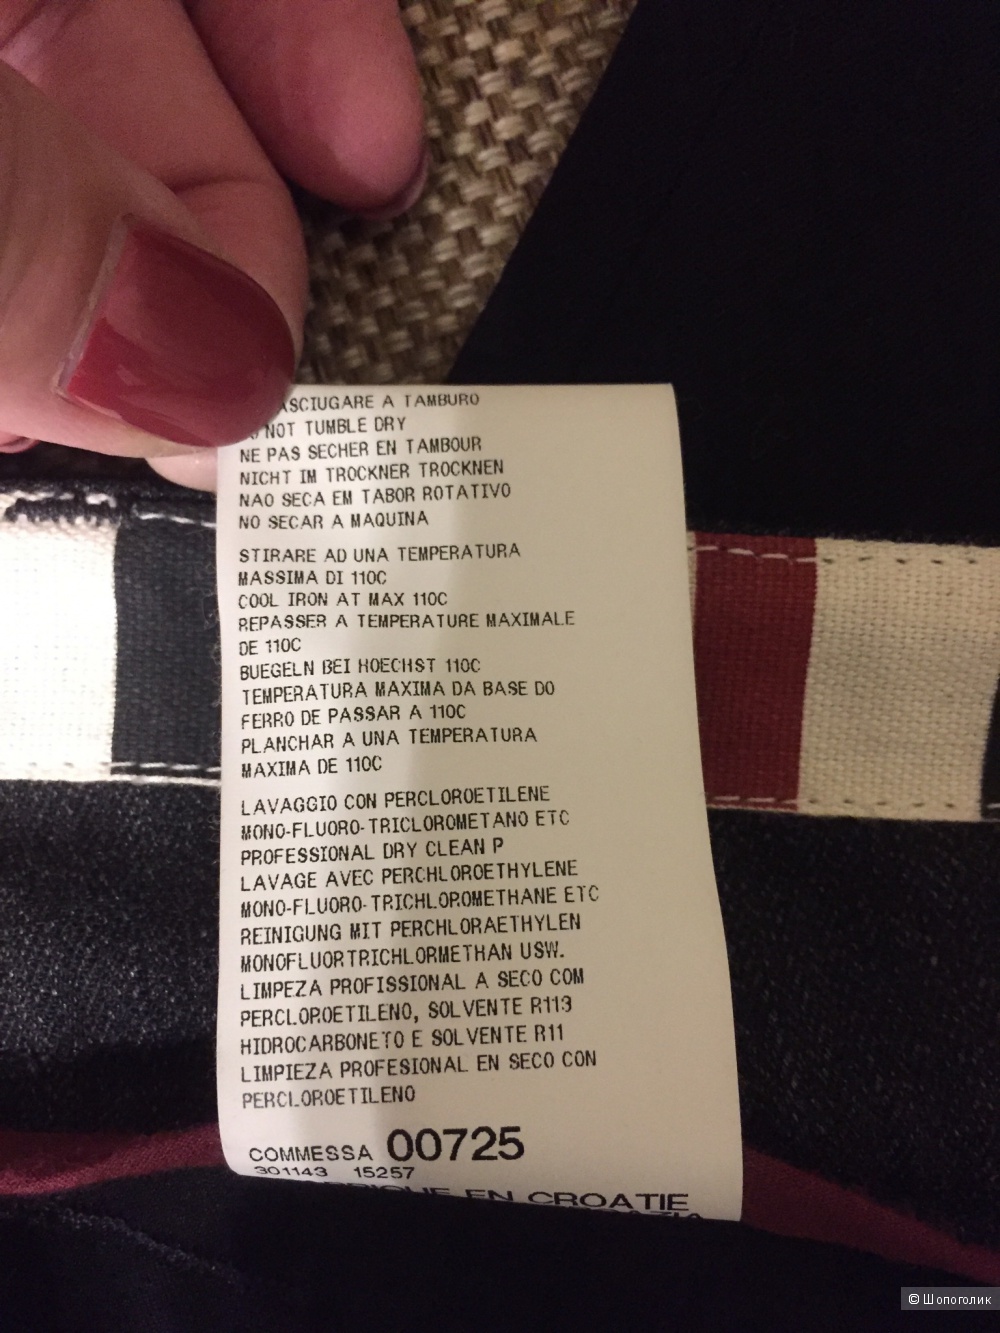 ASCIUGARE A TAMBURO
NOT TUMBLE DRY
NE PAS SECHER EN TAMBOUR
NICHT IM TROCKNER TROCKNEN
NAO SECA EM TABOR ROTATIVO
NO SECAR A MAQUINA
STIRARE AD UNA TEMPERATURA
MASSIMA DI 110C
COOL IRON AT MAX 110C
REPASSER A TEMPERATURE MAXIMALE
DE 110C
BUEGELN BEI HOECHST 110C
TEMPERATURA MAXIMA DA BASE DO
FERRO DE PASSAR A 110C
PLANCHAR A UNA TEMPERATURA
MAXIMA DE 110C
LAVAGGIO CON PERCLOROETILENE
MONO-FLUORO-TRICLOROMETANO ETC
PROFESSIONAL DRY CLEAN P
LAVAGE AVEC PERCHLOROETHYLENE
MONO-FLUORO-TRICHLOROMETHANE ETC
REINIGUNG MIT PERCHLORAETHYLEN
MONOFLUORTRICHLORMETHAN USW.
LIMPEZA PROFISSIONAL A SECO COM
PERCLOROETILENO, SOLVENTE R113
HIDROCARBONETO E SOLVENTE R11
LIMPIEZA PROFESIONAL EN SECO CON
PERCLOROETILENO
COMMESSA 00725
301143 15257
EN CROATIE
© Шопоголик